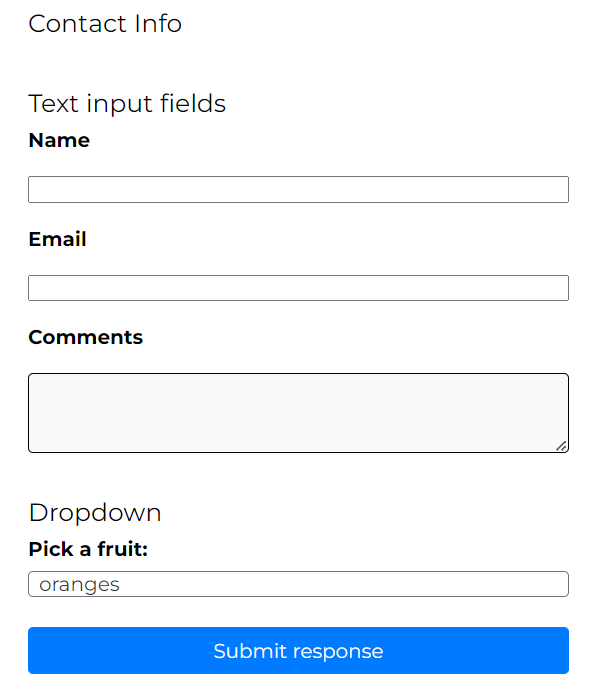 Contact Info
Text input fields
Name
Email
Comments
Dropdown
Pick a fruit:
oranges
Submit response